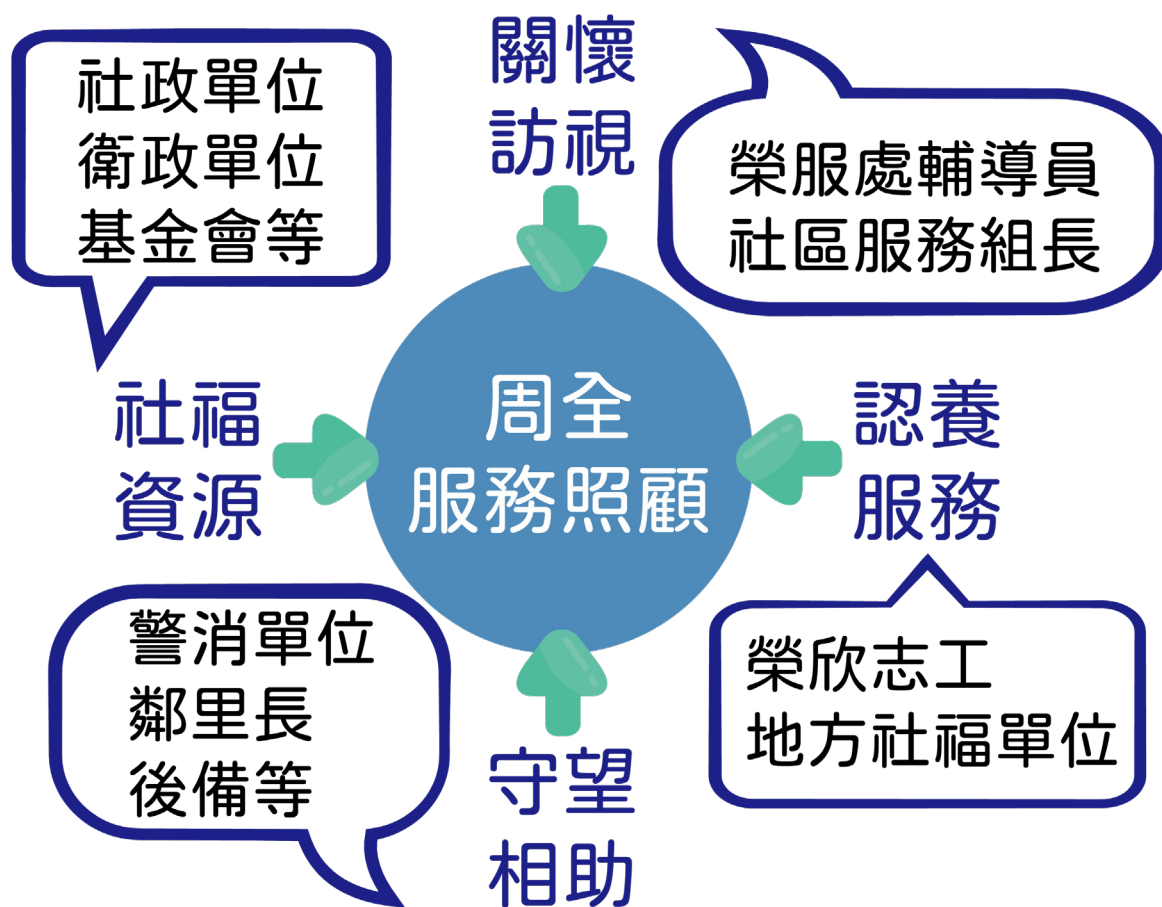 關懷
訪視
社政單位
衛政單位
基金會等
榮服處輔導員
社區服務組長
社福
資源
周全
服務照顧
認養
服務
警消單位
鄰里長
後備等
榮欣志工
地方社福單位
守望
相助